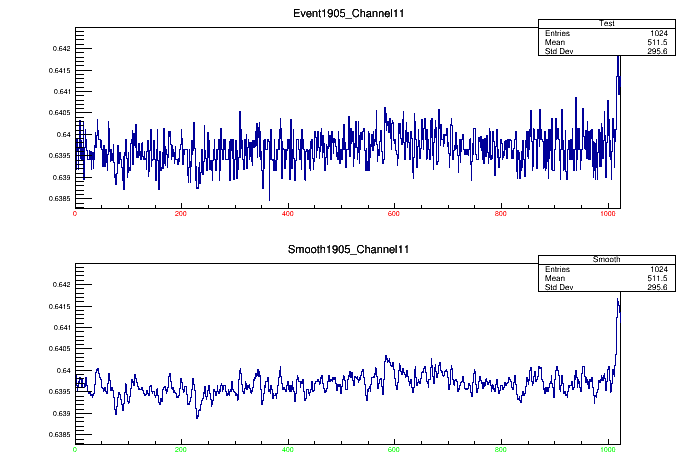 Event1905_Channel11
Test
Entries 1024
Mean 511.5
Std Dev 295.6
0.642
0.6415
0.641
0.6405
0.64
0.6395
0.639
0.6385
0 200 400 600 800 1000
Smooth1905_Channel11
Smooth
Entries 1024
Mean 511.5
Std Dev 295.6
0.642
0.6415
0.641
0.6405
0.64
0.6395
0.639
0.6385
0 200 400 600 800 1000